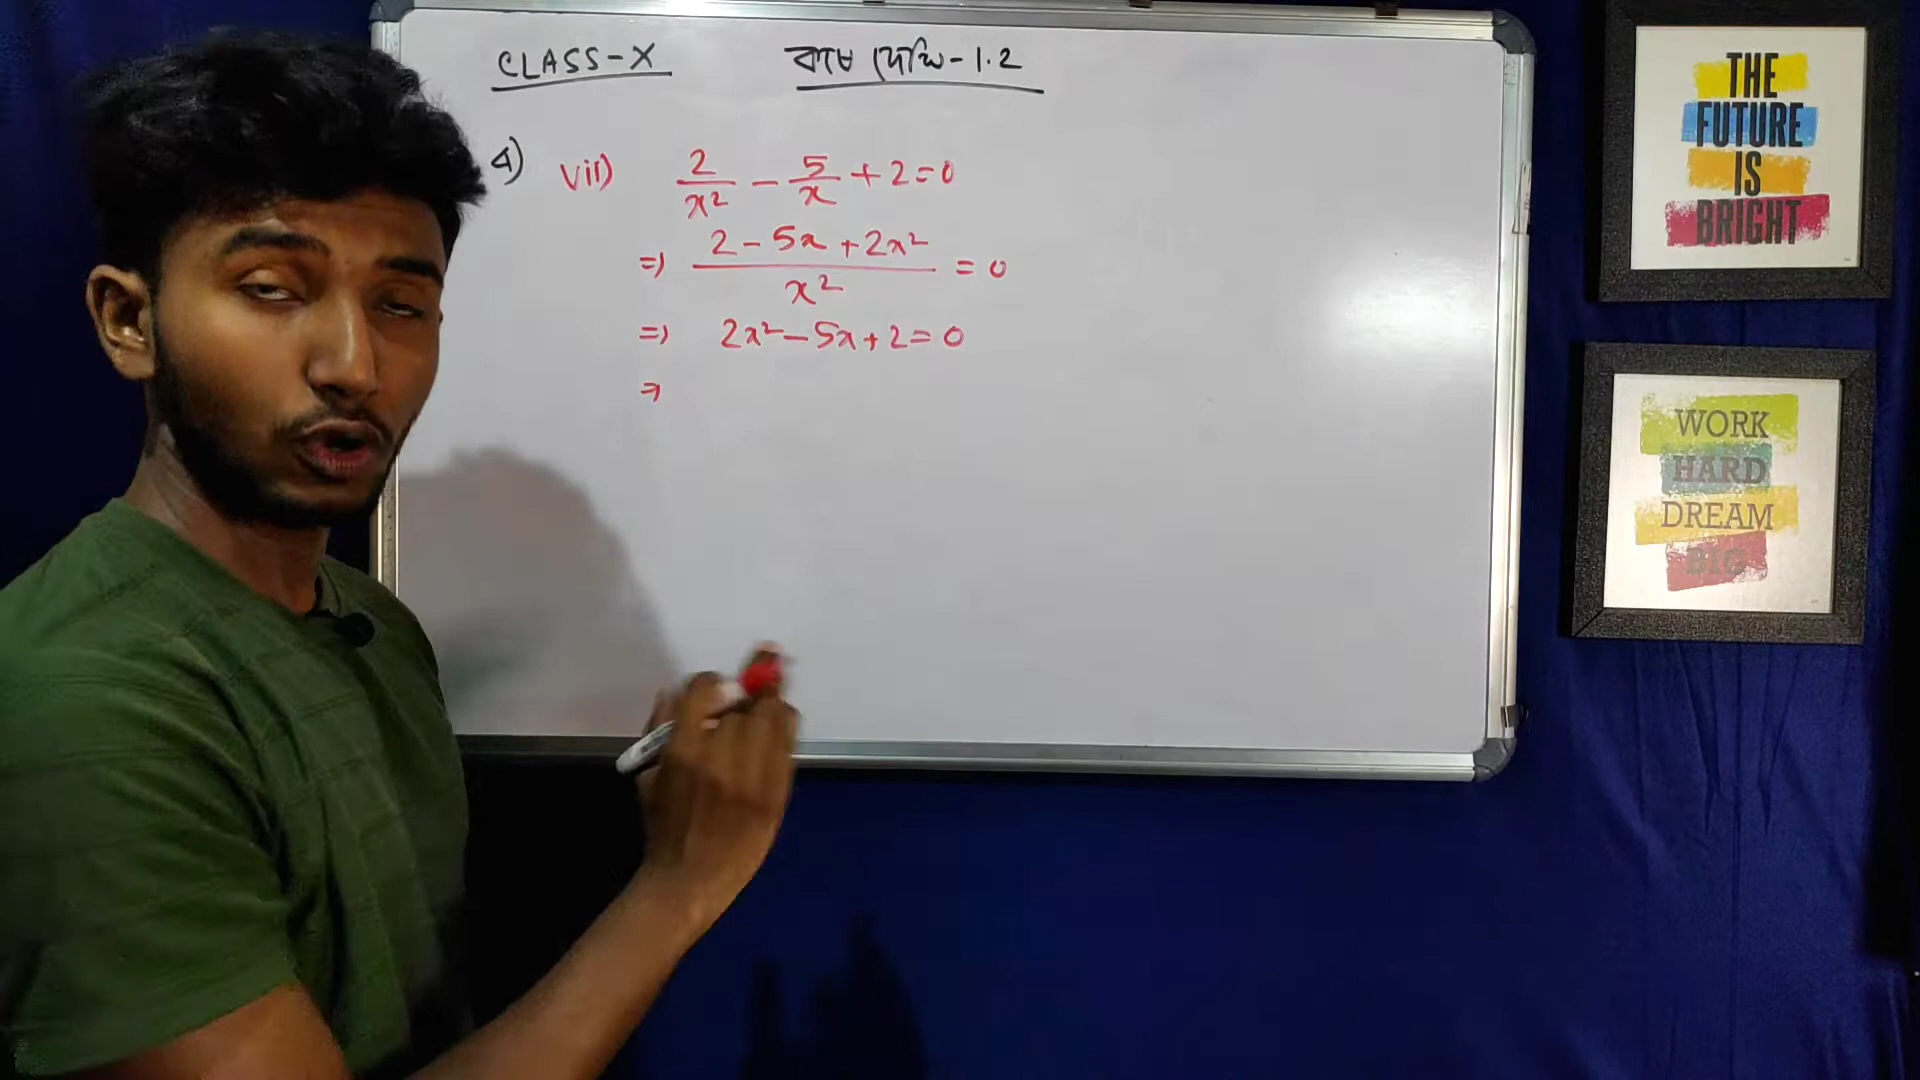 CLASS-X কষে দেখি-1.2
4) vii) 2/x² - 5/x + 2 = 0
⇒ (2 - 5x + 2x²)/x² = 0
⇒ 2x² - 5x + 2 = 0
⇒
THE
FUTURE
IS
BRIGHT
WORK
HARD
DREAM
BIG